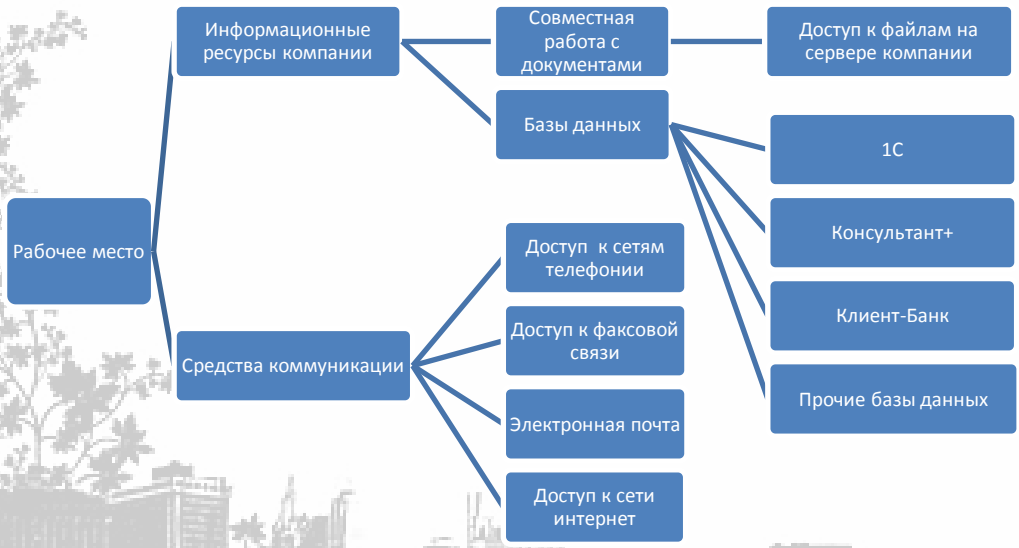 Рабочее место
Информационные
ресурсы компании
Совместная
работа с
документами
Доступ к файлам на
сервере компании
Базы данных
1С
Консультант+
Клиент-Банк
Прочие базы данных
Средства коммуникации
Доступ к сетям
телефонии
Доступ к факсовой
связи
Электронная почта
Доступ к сети
интернет